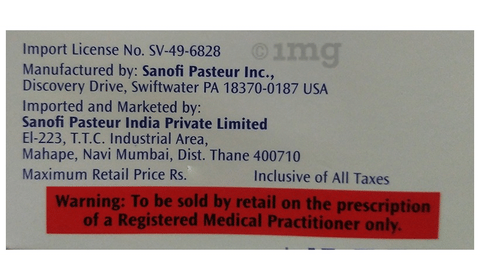 Import License No. SV-49-6828
©1mg
Manufactured by: Sanofi Pasteur Inc.,
Discovery Drive, Swiftwater PA 18370-0187 USA
Imported and Marketed by:
Sanofi Pasteur India Private Limited
El-223, T.T.C. Industrial Area,
Mahape, Navi Mumbai, Dist. Thane 400710
Maximum Retail Price Rs. Inclusive of All Taxes
Warning: To be sold by retail on the prescription
of a Registered Medical Practitioner only.